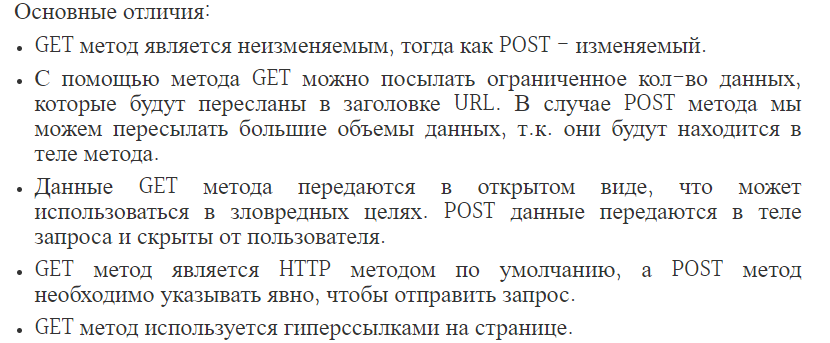 Основные отличия:
• GET метод является неизменяемым, тогда как POST – изменяемый.
• С помощью метода GET можно посылать ограниченное кол-во данных,
которые будут пересланы в заголовке URL. В случае POST метода мы
можем пересылать большие объемы данных, т.к. они будут находится в
теле метода.
• Данные GET метода передаются в открытом виде, что может
использоваться в зловредных целях. POST данные передаются в теле
запроса и скрыты от пользователя.
• GET метод является HTTP методом по умолчанию, а POST метод
необходимо указывать явно, чтобы отправить запрос.
• GET метод используется гиперссылками на странице.